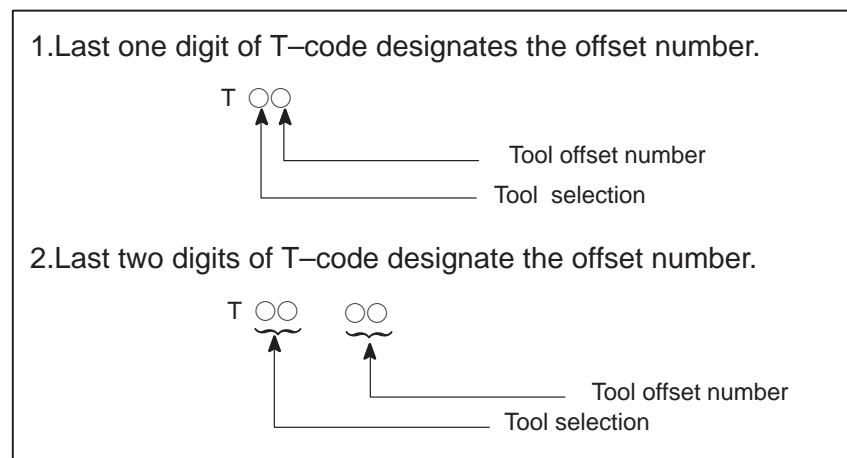 1.Last one digit of T–code designates the offset number.
T ○○
Tool offset number
Tool selection
2.Last two digits of T–code designate the offset number.
T ○○ ○○
Tool offset number
Tool selection